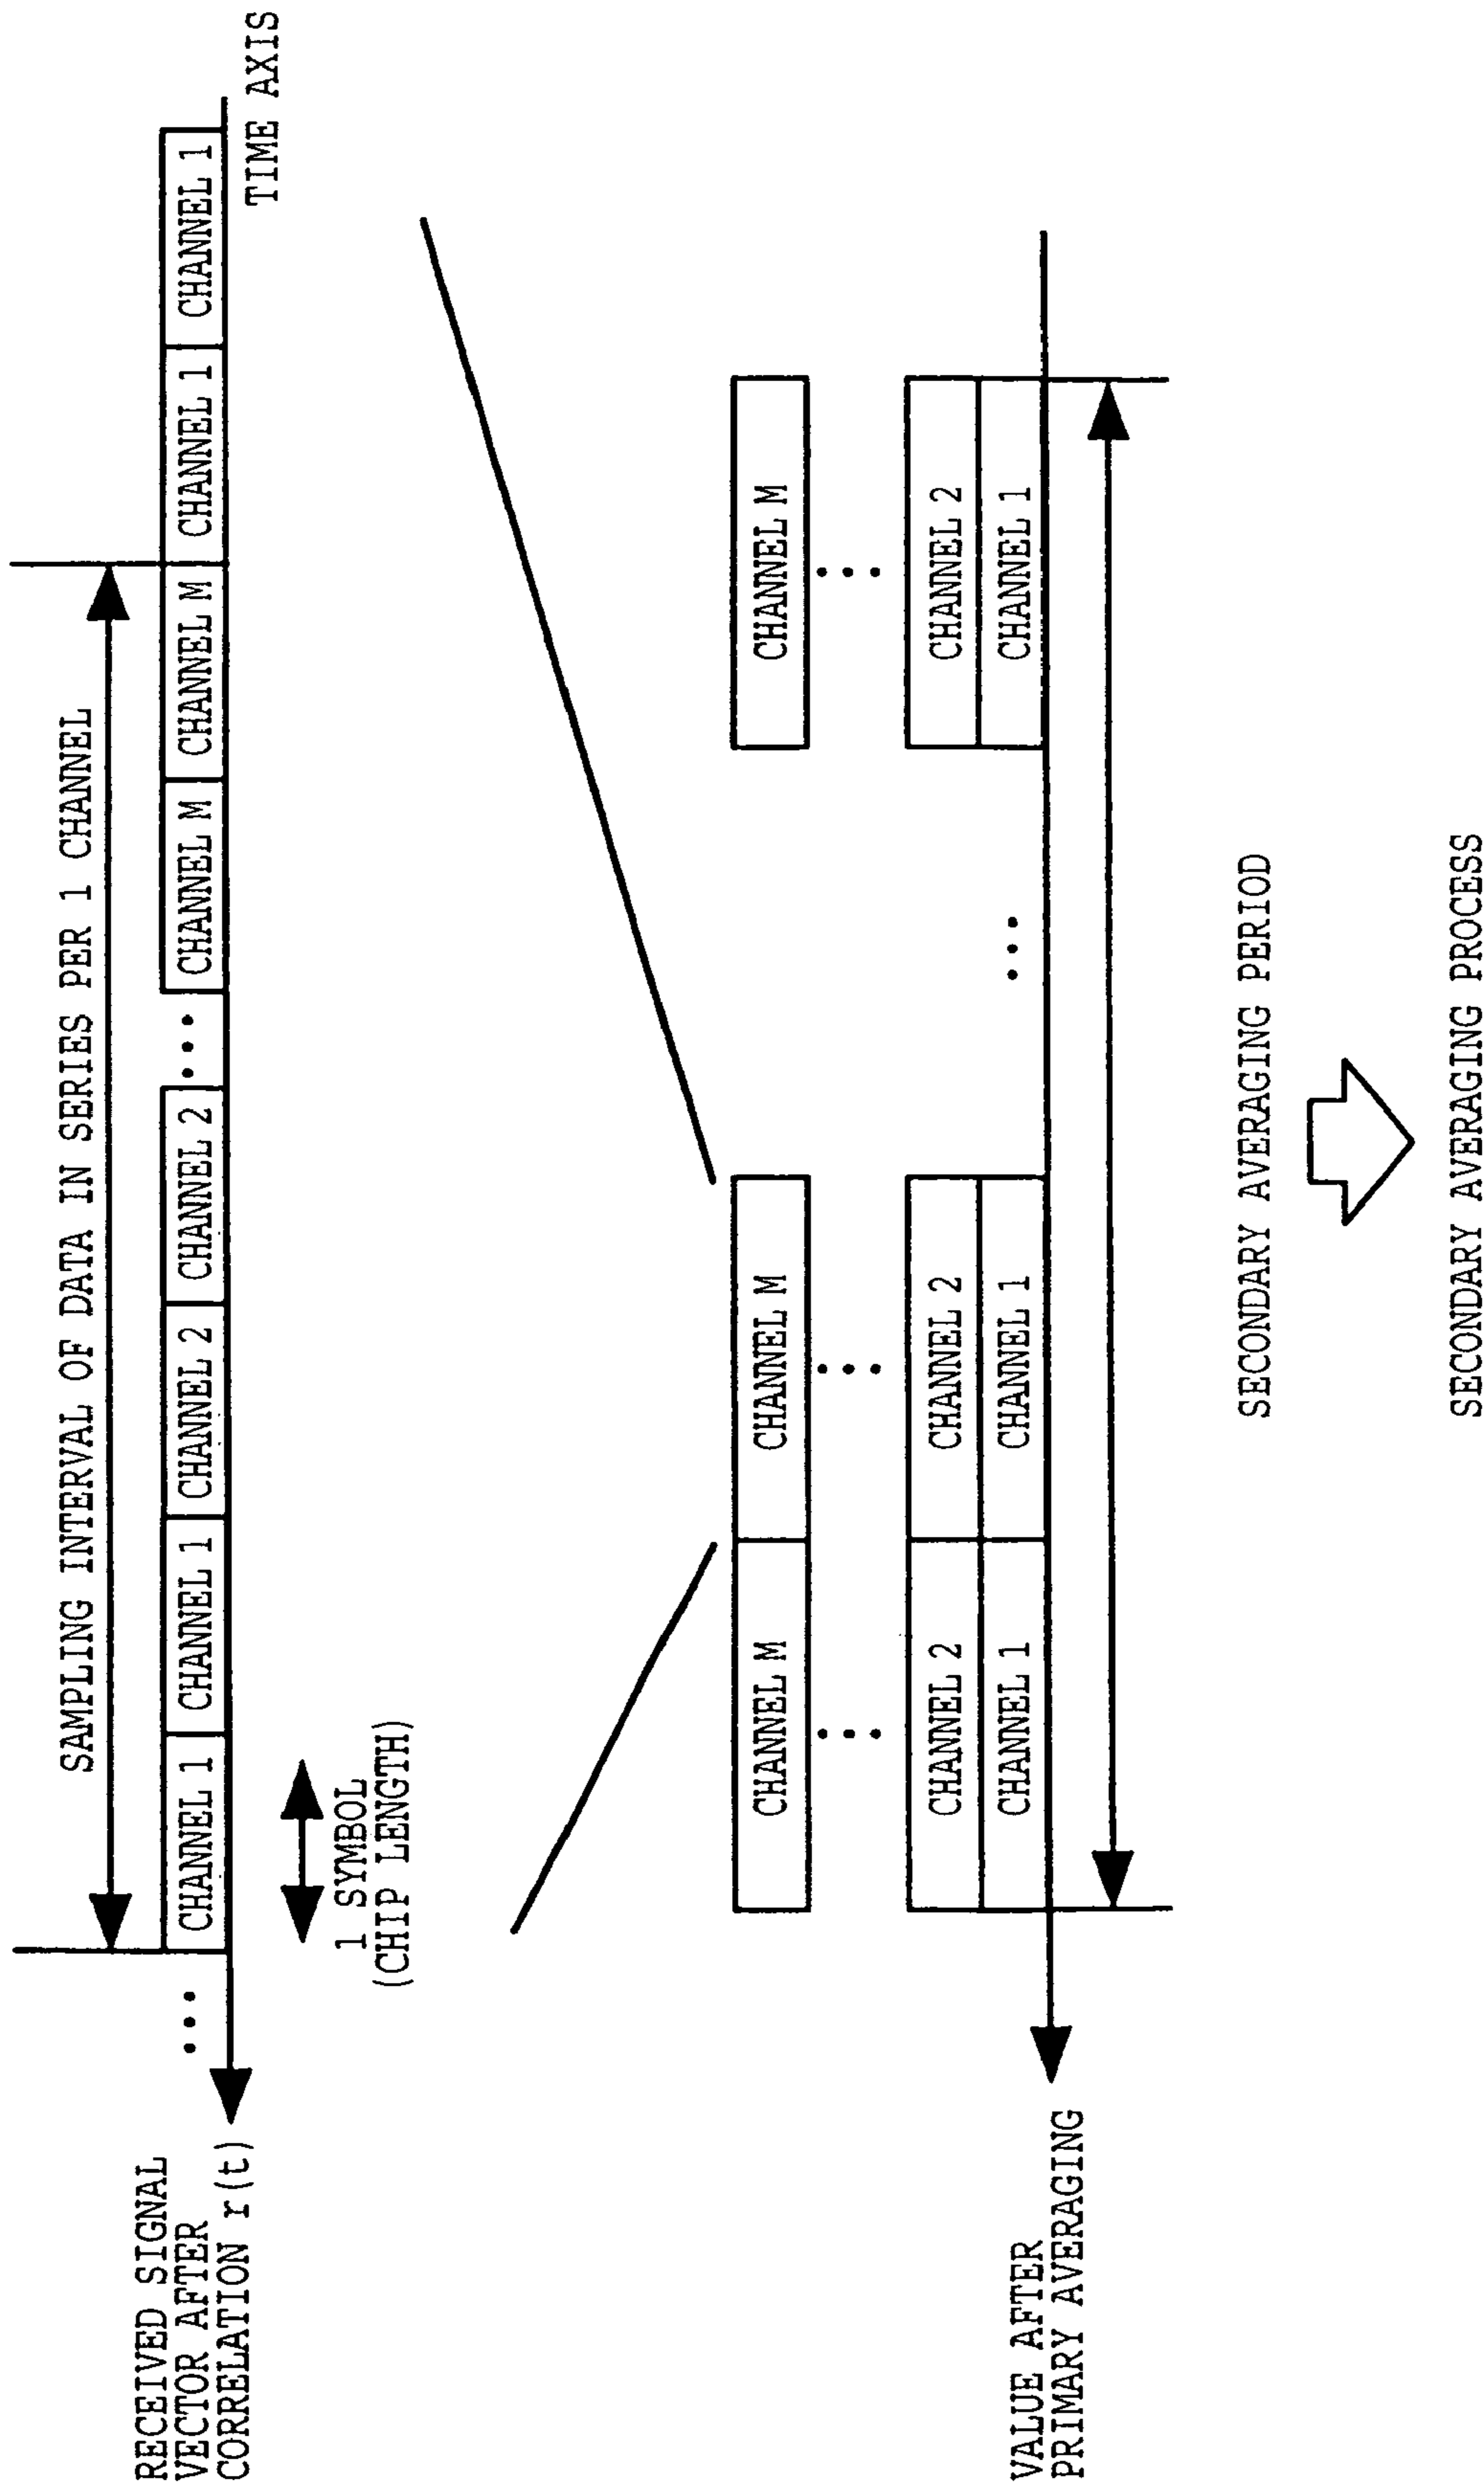 SAMPLING INTERVAL OF DATA IN SERIES PER 1 CHANNEL
RECEIVED SIGNAL
VECTOR AFTER
CORRELATION r(t)
...
CHANNEL 1
CHANNEL 1
CHANNEL 2
CHANNEL 2
...
CHANNEL M
CHANNEL M
CHANNEL 1
CHANNEL 1
TIME AXIS
1 SYMBOL
(CHIP LENGTH)
CHANNEL M
CHANNEL M
CHANNEL M
...
...
...
CHANNEL 2
CHANNEL 2
CHANNEL 2
CHANNEL 1
CHANNEL 1
...
CHANNEL 1
VALUE AFTER
PRIMARY AVERAGING
SECONDARY AVERAGING PERIOD
SECONDARY AVERAGING PROCESS